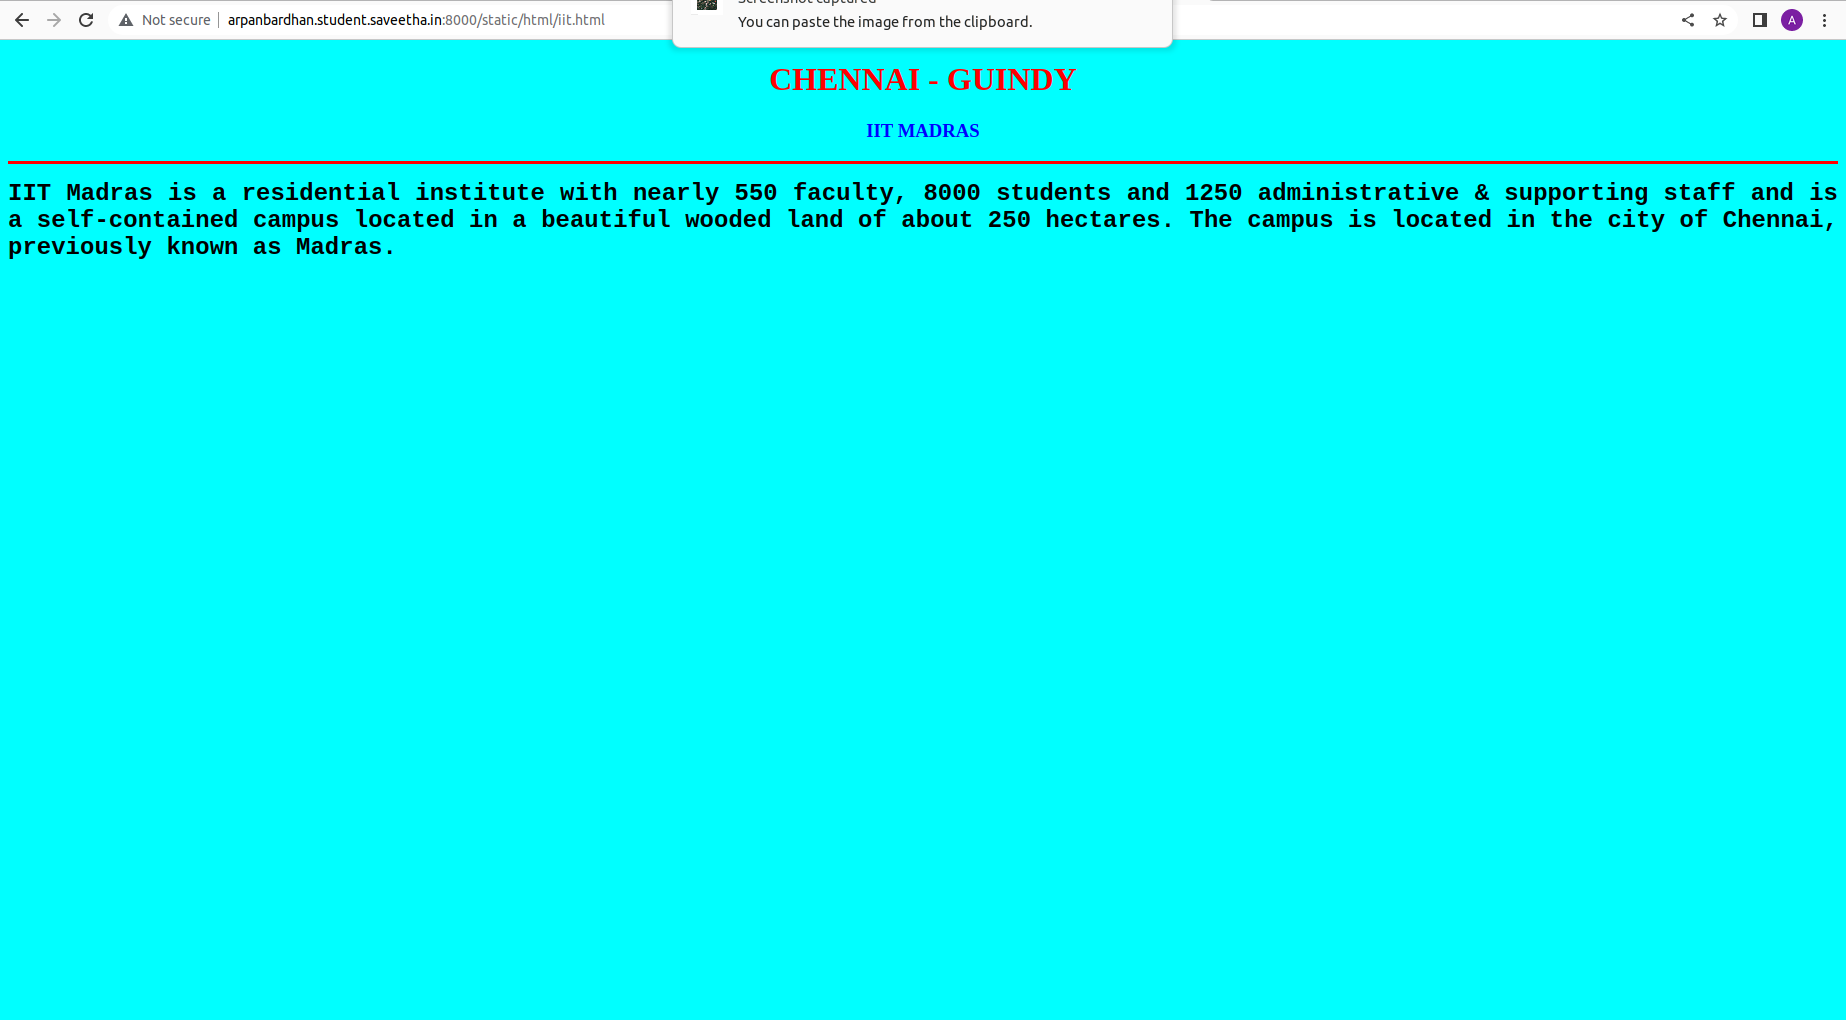 Screenshot captured
Not secure
arpanbardhan.student.saveetha.in:8000/static/html/iit.html
You can paste the image from the clipboard.
A
CHENNAI - GUINDY
IIT MADRAS
IIT Madras is a residential institute with nearly 550 faculty, 8000 students and 1250 administrative & supporting staff and is
a self-contained campus located in a beautiful wooded land of about 250 hectares. The campus is located in the city of Chennai,
previously known as Madras.